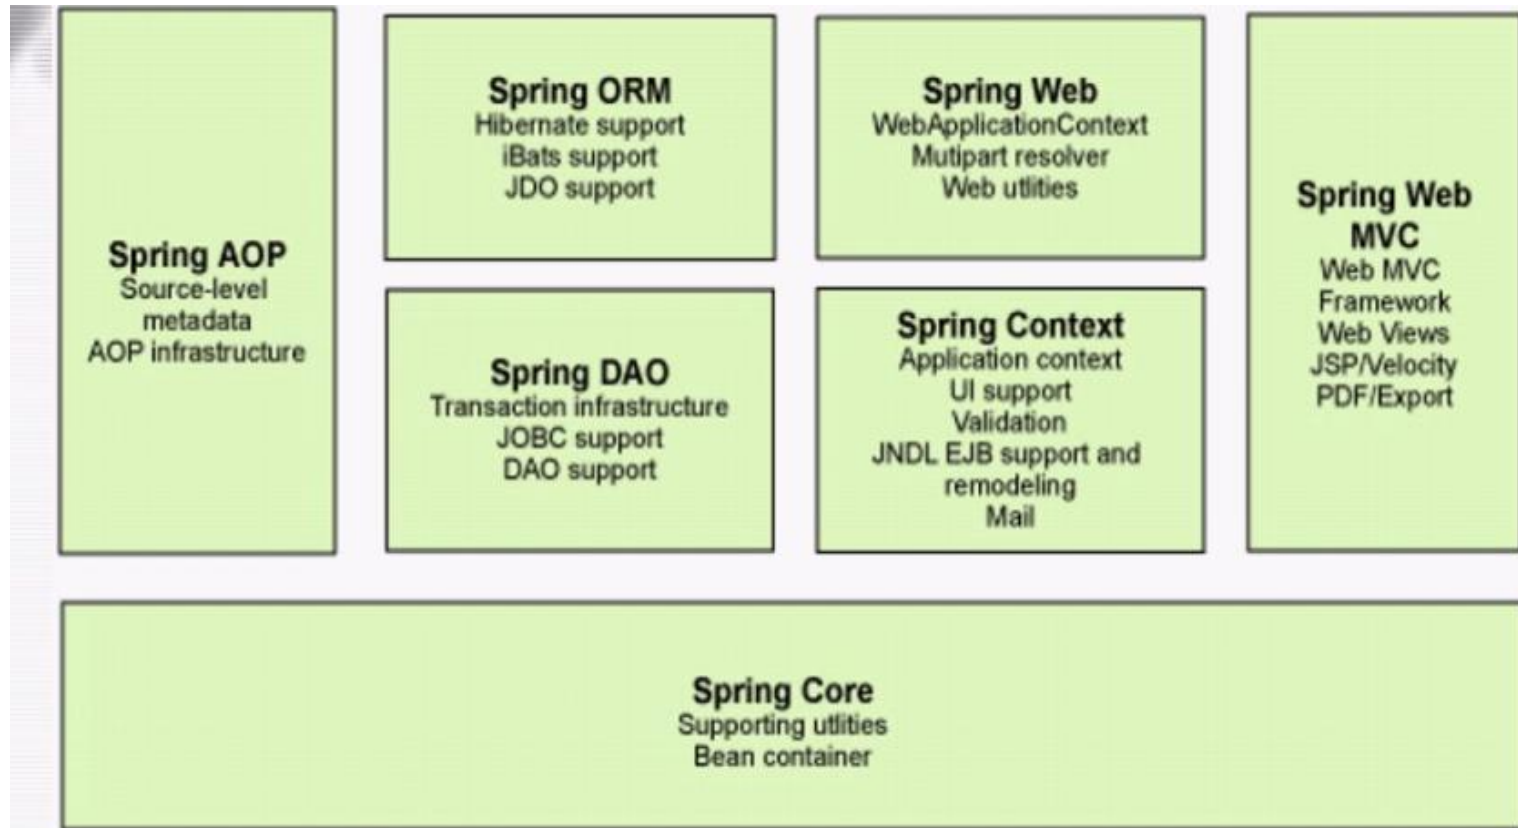 Spring AOP
Source-level
metadata
AOP infrastructure
Spring ORM
Hibernate support
iBats support
JDO support
Spring DAO
Transaction infrastructure
JOBC support
DAO support
Spring Web
WebApplicationContext
Mutipart resolver
Web utlities
Spring Context
Application context
UI support
Validation
JNDL EJB support and
remodeling
Mail
Spring Web
MVC
Web MVC
Framework
Web Views
JSP/Velocity
PDF/Export
Spring Core
Supporting utlities
Bean container